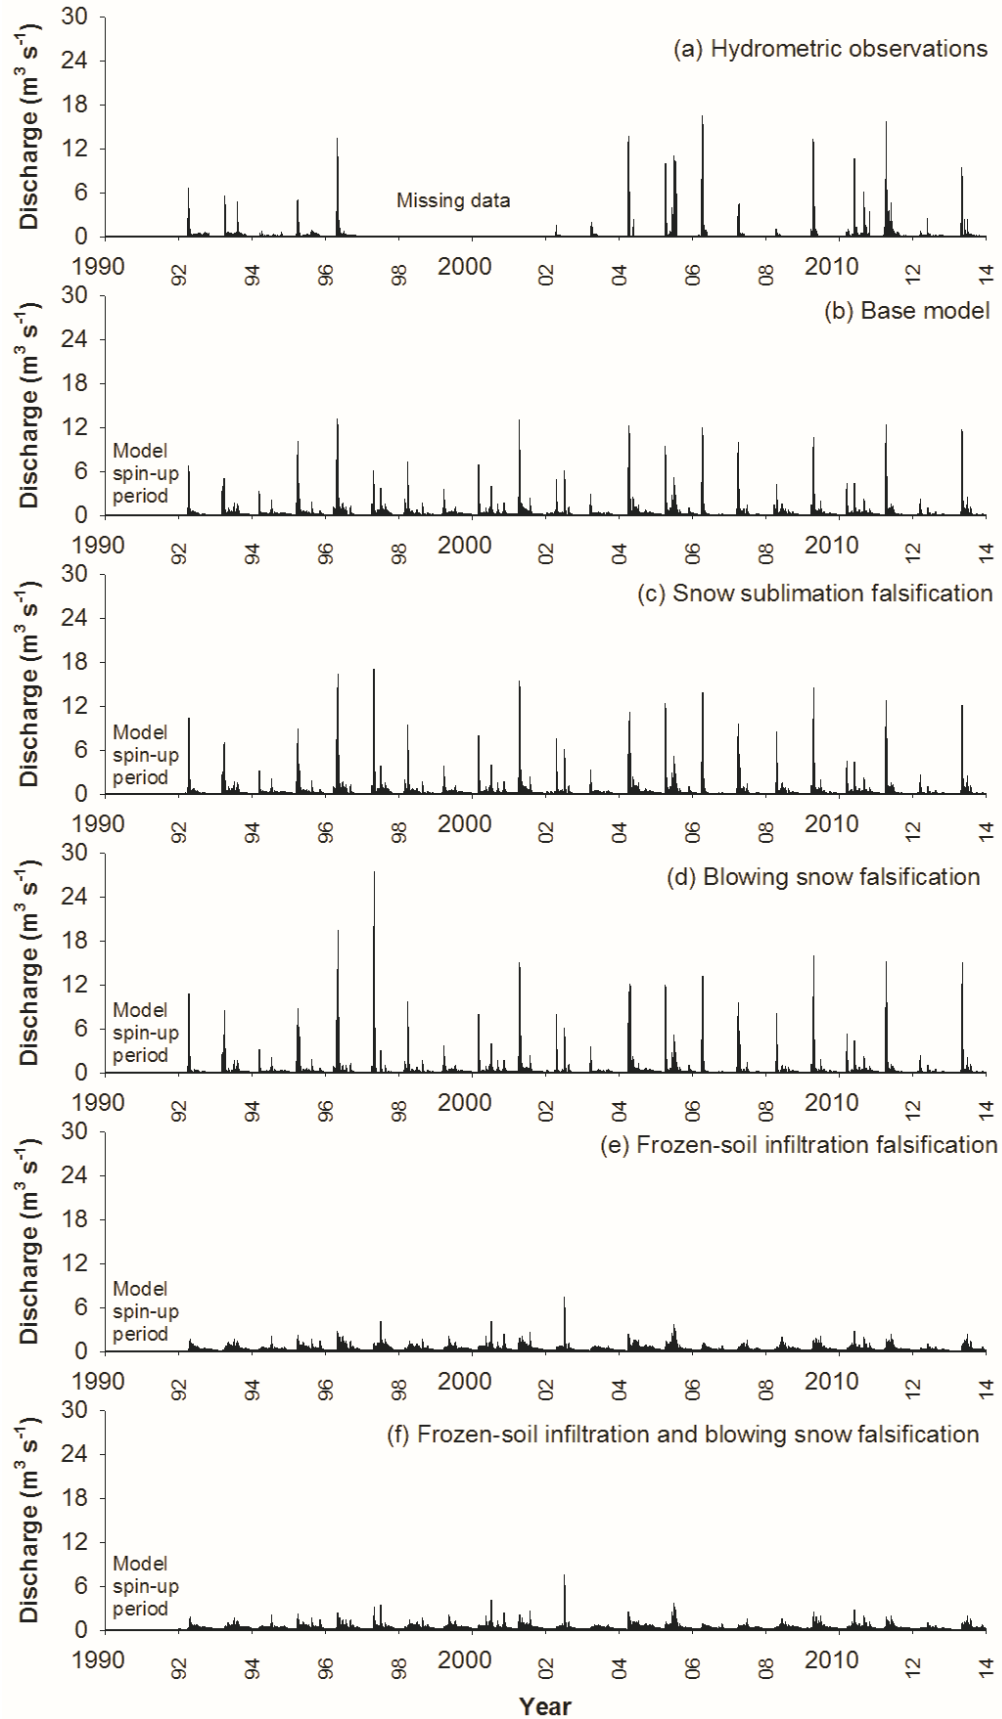 30
(a) Hydrometric observations
24
18
12
Missing data
6
0
Discharge (m³ s⁻¹)
1990 92 94 96 98 2000 02 04 06 08 2010 12 14
30
(b) Base model
24
18
12
Model
spin-up
period
6
0
Discharge (m³ s⁻¹)
1990 92 94 96 98 2000 02 04 06 08 2010 12 14
30
(c) Snow sublimation falsification
24
18
12
Model
spin-up
period
6
0
Discharge (m³ s⁻¹)
1990 92 94 96 98 2000 02 04 06 08 2010 12 14
30
(d) Blowing snow falsification
24
18
12
Model
spin-up
period
6
0
Discharge (m³ s⁻¹)
1990 92 94 96 98 2000 02 04 06 08 2010 12 14
30
(e) Frozen-soil infiltration falsification
24
18
12
Model
spin-up
period
6
0
Discharge (m³ s⁻¹)
1990 92 94 96 98 2000 02 04 06 08 2010 12 14
30
(f) Frozen-soil infiltration and blowing snow falsification
24
18
12
Model
spin-up
period
6
0
Discharge (m³ s⁻¹)
1990 92 94 96 98 2000 02 04 06 08 2010 12 14
Year